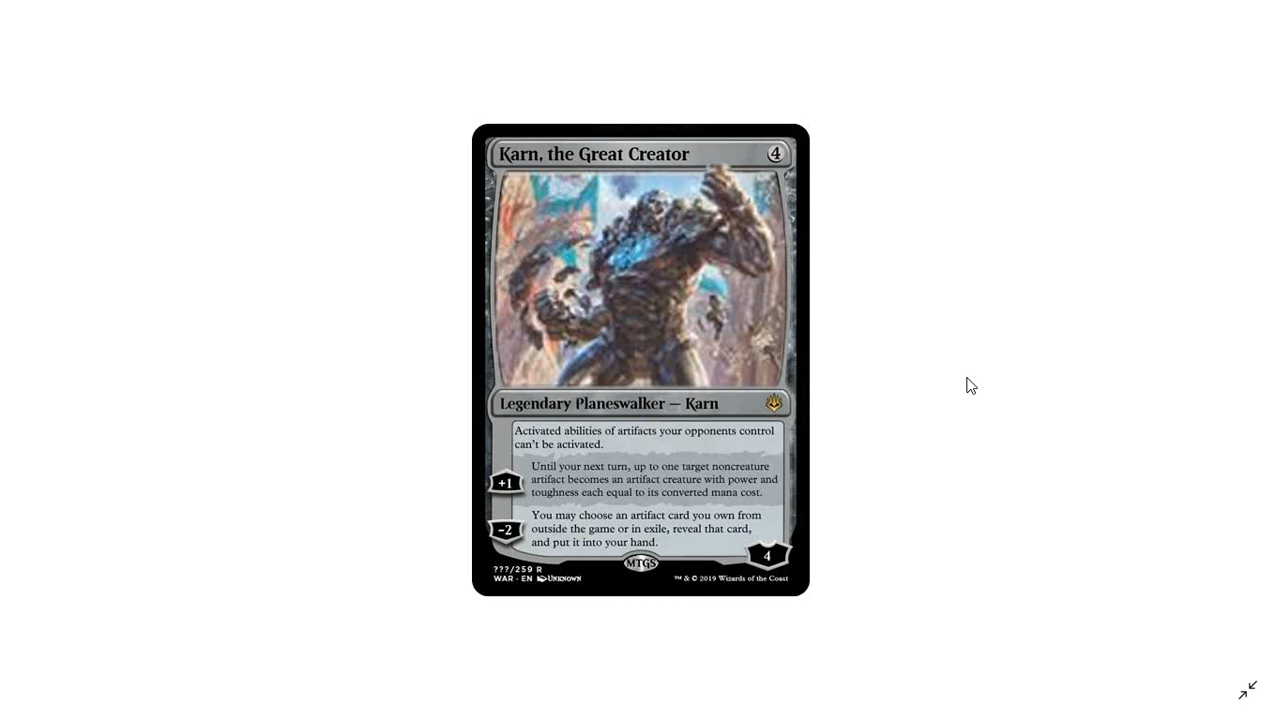 Karn, the Great Creator 4
Legendary Planeswalker — Karn
Activated abilities of artifacts your opponents control
can't be activated.
Until your next turn, up to one target noncreature
artifact becomes an artifact creature with power and
+1
toughness each equal to its converted mana cost.
You may choose an artifact card you own from
-2
outside the game or in exile, reveal that card,
and put it into your hand.
4
MTGS
???/259 R
WAR · EN Unknown
™ & © 2019 Wizards of the Coast